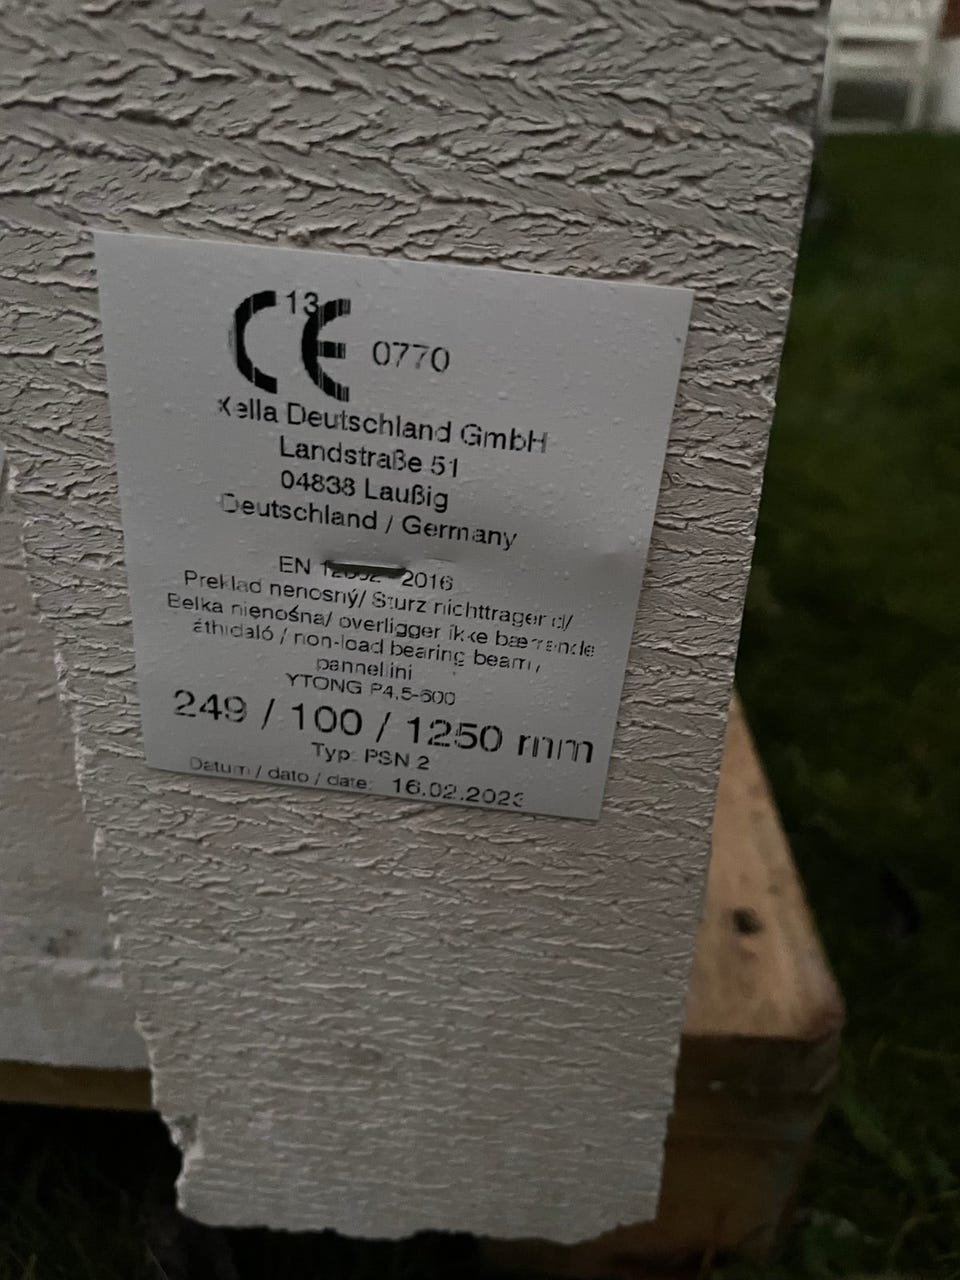 13
CE 0770
Xella Deutschland GmbH
Landstraße 51
04838 Laußig
Deutschland / Germany
EN 2016
Preklad nenosný/ Sturz nichttragend/
Belka nienośna/ overligger ikke bærende
áthidaló / non-load bearing beam,
pannellini
YTONG P4,5-600
249 / 100 / 1250 mm
Typ: PSN 2
Datum / dato / date: 16.02.2023